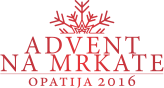 ADVENT
NA MRKATE
OPATIJA 2016